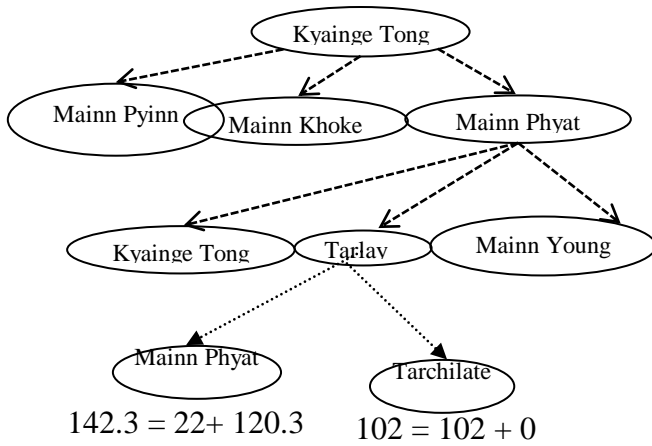 Kyainge Tong
Mainn Pyinn
Mainn Khoke
Mainn Phyat
Kyainge Tong
Tarlay
Mainn Young
Mainn Phyat
Tarchilate
142.3 = 22+ 120.3
102 = 102 + 0